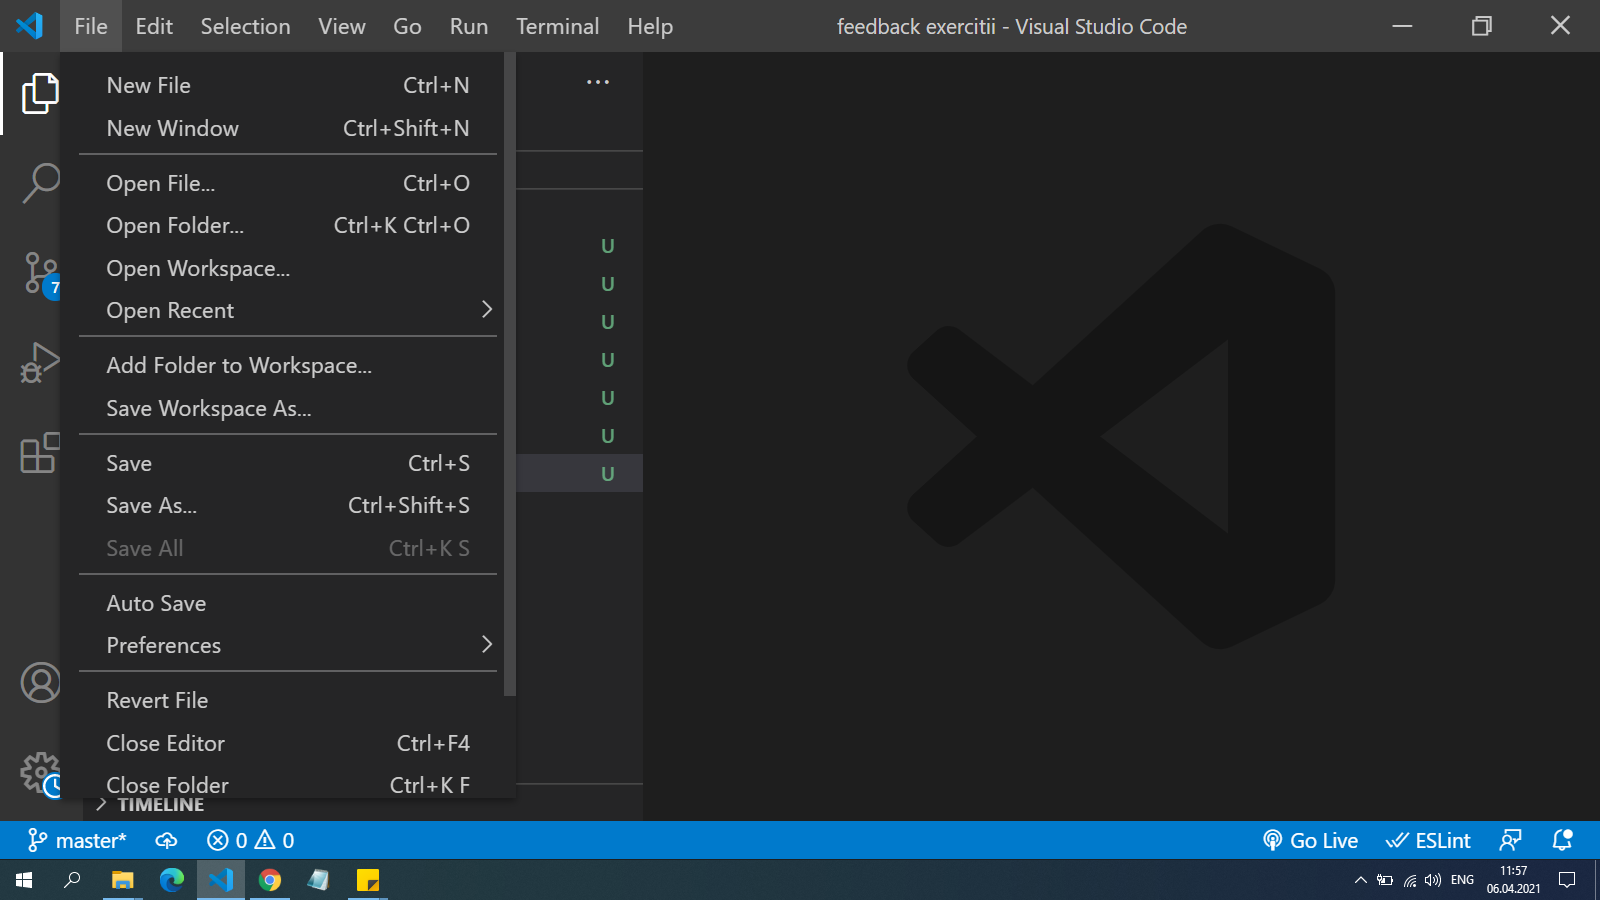 File Edit Selection View Go Run Terminal Help feedback exercitii - Visual Studio Code
New File Ctrl+N
New Window Ctrl+Shift+N
Open File... Ctrl+O
Open Folder... Ctrl+K Ctrl+O
Open Workspace...
Open Recent
Add Folder to Workspace...
Save Workspace As...
Save Ctrl+S
Save As... Ctrl+Shift+S
Save All Ctrl+K S
Auto Save
Preferences
Revert File
Close Editor Ctrl+F4
Close Folder Ctrl+K F
U
U
U
U
U
U
U
7
TIMELINE
master* 0 0 Go Live ESLint
ENG 11:57
06.04.2021